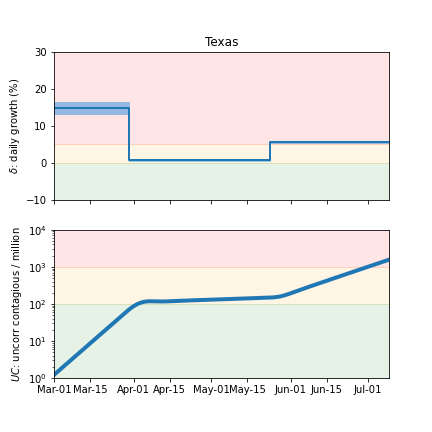 Texas
30
20
10
0
−10
δ: daily growth (%)
10⁴
10³
10²
10¹
10⁰
UC: uncorr contagious / million
Mar-01 Mar-15 Apr-01 Apr-15 May-01 May-15 Jun-01 Jun-15 Jul-01